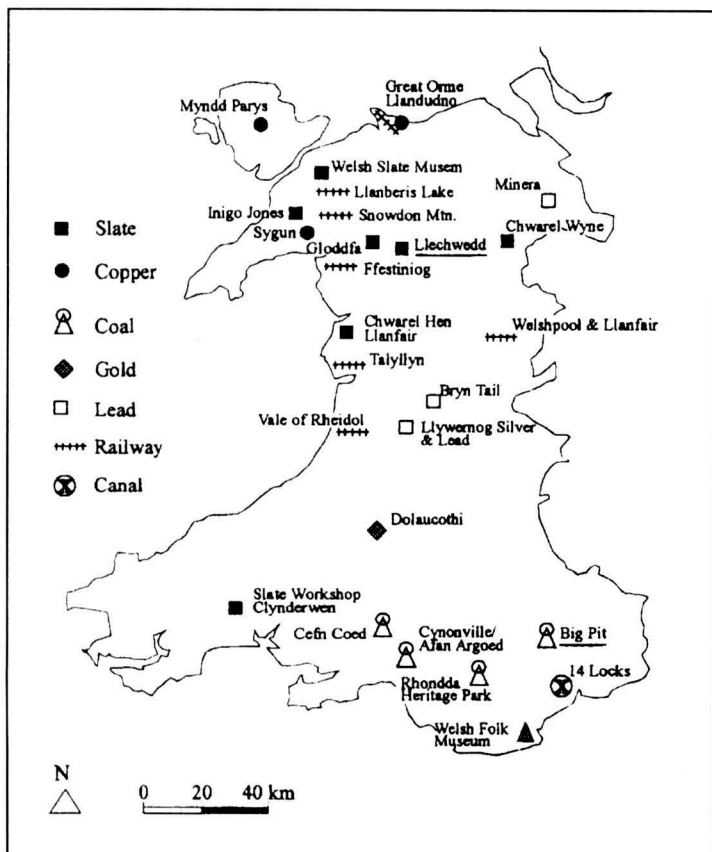 Great Orme
Llandudno
Myndd Parys
Welsh Slate Musem
Llanberis Lake
Minera
Inigo Jones
Snowdon Mtn.
Sygun
Chwarel Wyne
Gloddfa
Llechwedd
Ffestiniog
Slate
Copper
Coal
Gold
Lead
Railway
Canal
Chwarel Hen
Llanfair
Welshpool & Llanfair
Talyllyn
Bryn Tail
Vale of Rheidol
Llywernog Silver
& Lead
Dolaucothi
Slate Workshop
Clynderwen
Cefn Coed
Cynonville/
Afan Argoed
Big Pit
Rhondda
Heritage Park
14 Locks
Welsh Folk
Museum
N
0 20 40 km